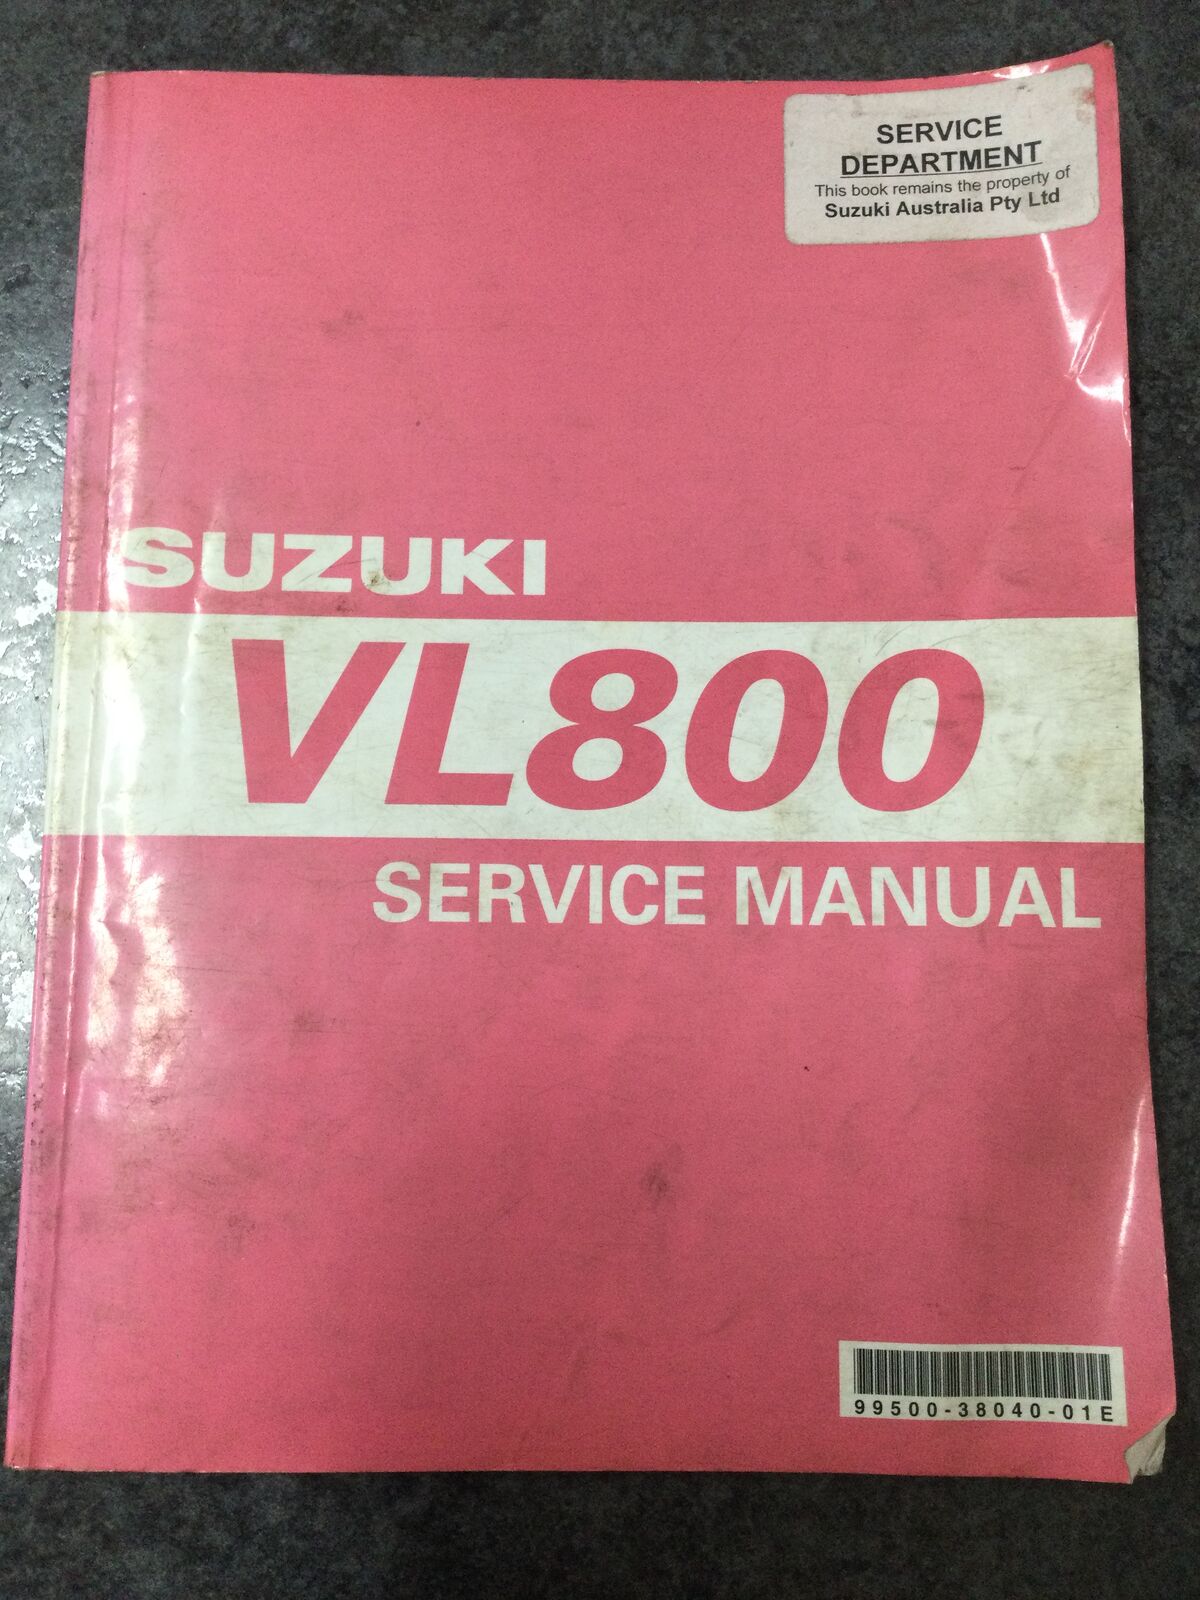 SERVICE
DEPARTMENT
This book remains the property of
Suzuki Australia Pty Ltd
SUZUKI
VL800
SERVICE MANUAL
99500-38040-01E